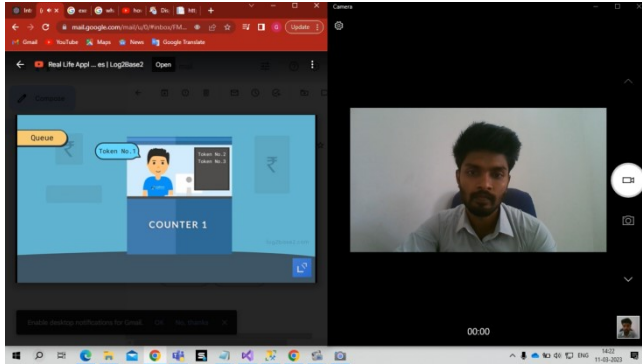 Camera
Update
mail.google.com/mail/u/0/#inbox/FM...
Gmail
YouTube
Maps
News
Google Translate
Real Life Appl ... es | Log2Base2
Open
Compose
Queue
Token No.1
Token No.2
Token No.3
COUNTER 1
Enable desktop notifications for Gmail.
OK
No, thanks
00:00
ENG
14:22
11-03-2023